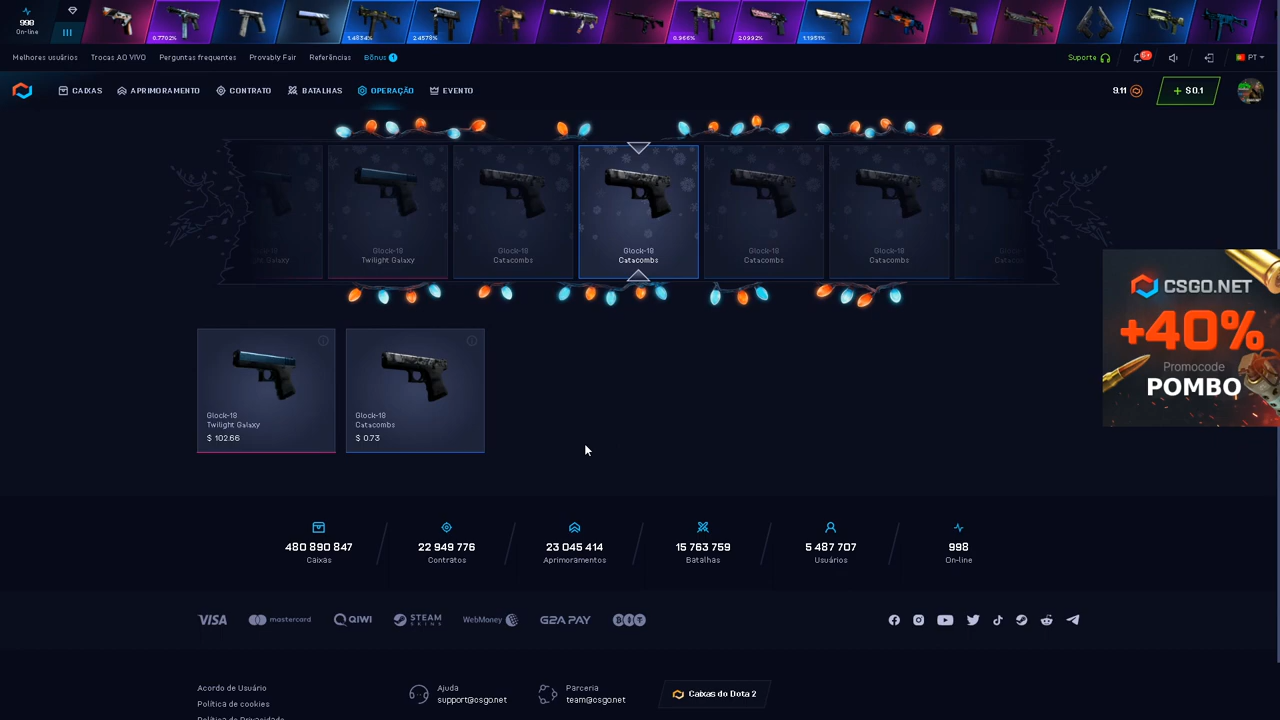 998
On-line
0.7702%
1.4834%
2.4578%
0.966%
2.0992%
1.1951%
Melhores usuários
Trocas AO VIVO
Perguntas frequentes
Provably Fair
Referências
Bônus
Suporte
PT
CAIXAS
APRIMORAMENTO
CONTRATO
BATALHAS
OPERAÇÃO
EVENTO
9.11
+ $ 0.1
Galaxy
Glock-18
Twilight Galaxy
Glock-18
Catacombs
Glock-18
Catacombs
Glock-18
Catacombs
Glock-18
Catacombs
CSGO.NET
+40%
Promocode
POMBO
Glock-18
Twilight Galaxy
$ 102.66
Glock-18
Catacombs
$ 0.73
480 890 847
Caixas
22 949 776
Contratos
23 045 414
Aprimoramentos
15 763 759
Batalhas
5 487 707
Usuários
998
On-line
VISA
mastercard
QIWI
STEAM
SKINS
WebMoney
G2A PAY
Acordo de Usuário
Política de cookies
Política de Privacidade
Ajuda
support@csgo.net
Parceria
team@csgo.net
Caixas do Dota 2